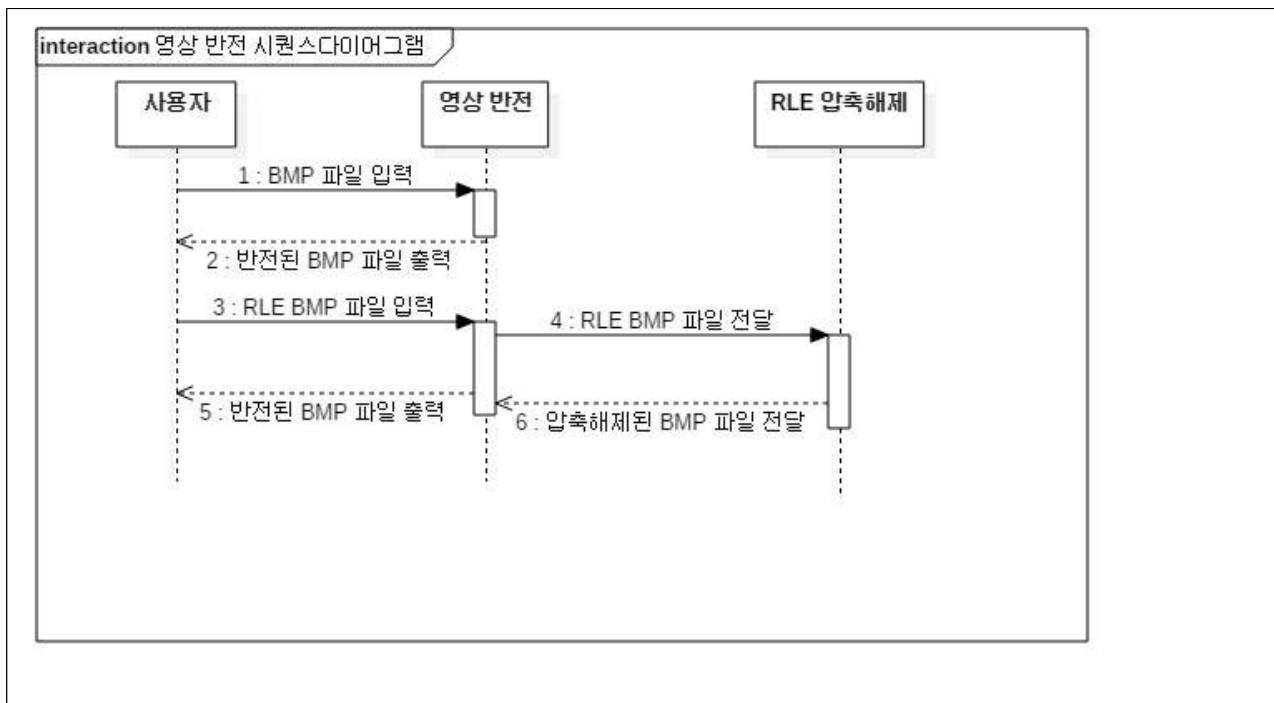 interaction 영상 반전 시퀀스다이어그램
사용자
영상 반전
RLE 압축해제
1 : BMP 파일 입력
2 : 반전된 BMP 파일 출력
3 : RLE BMP 파일 입력
4 : RLE BMP 파일 전달
5 : 반전된 BMP 파일 출력
6 : 압축해제된 BMP 파일 전달